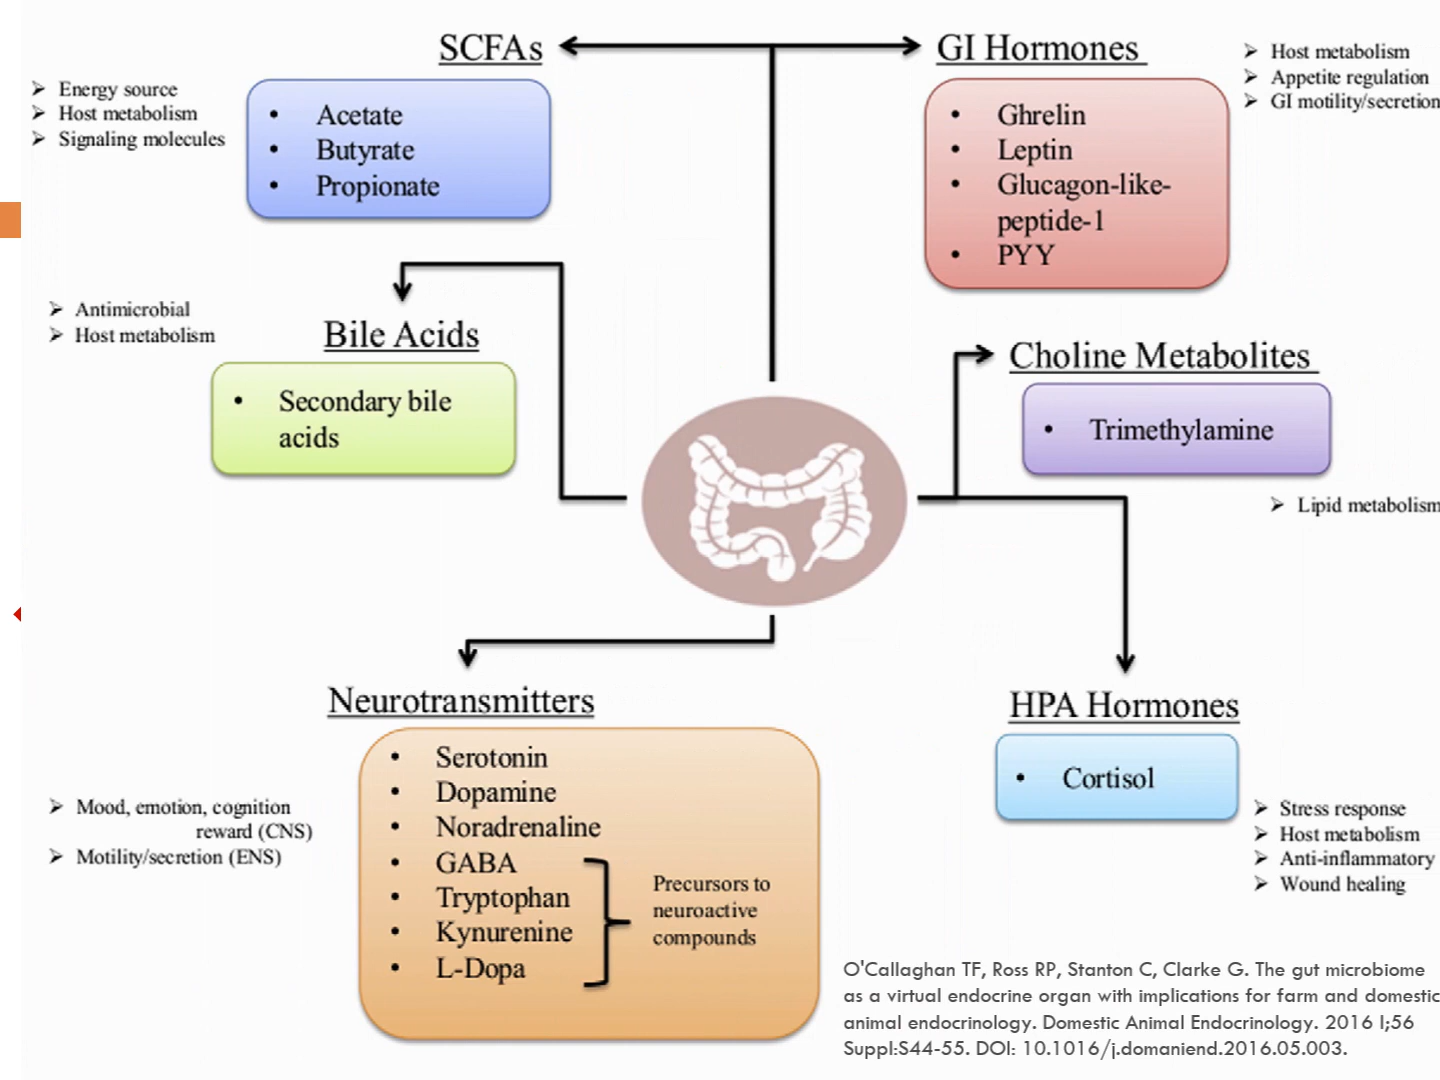 SCFAs
Energy source
Host metabolism
Signaling molecules
Acetate
Butyrate
Propionate
GI Hormones
Ghrelin
Leptin
Glucagon-like-
peptide-1
PYY
Host metabolism
Appetite regulation
GI motility/secretion
Antimicrobial
Host metabolism
Bile Acids
Secondary bile
acids
Choline Metabolites
Trimethylamine
Lipid metabolism
Neurotransmitters
Mood, emotion, cognition
reward (CNS)
Motility/secretion (ENS)
Serotonin
Dopamine
Noradrenaline
GABA
Tryptophan
Kynurenine
L-Dopa
Precursors to
neuroactive
compounds
HPA Hormones
Cortisol
Stress response
Host metabolism
Anti-inflammatory
Wound healing
O'Callaghan TF, Ross RP, Stanton C, Clarke G. The gut microbiome
as a virtual endocrine organ with implications for farm and domestic
animal endocrinology. Domestic Animal Endocrinology. 2016 l;56
Suppl:S44-55. DOI: 10.1016/j.domaniend.2016.05.003.